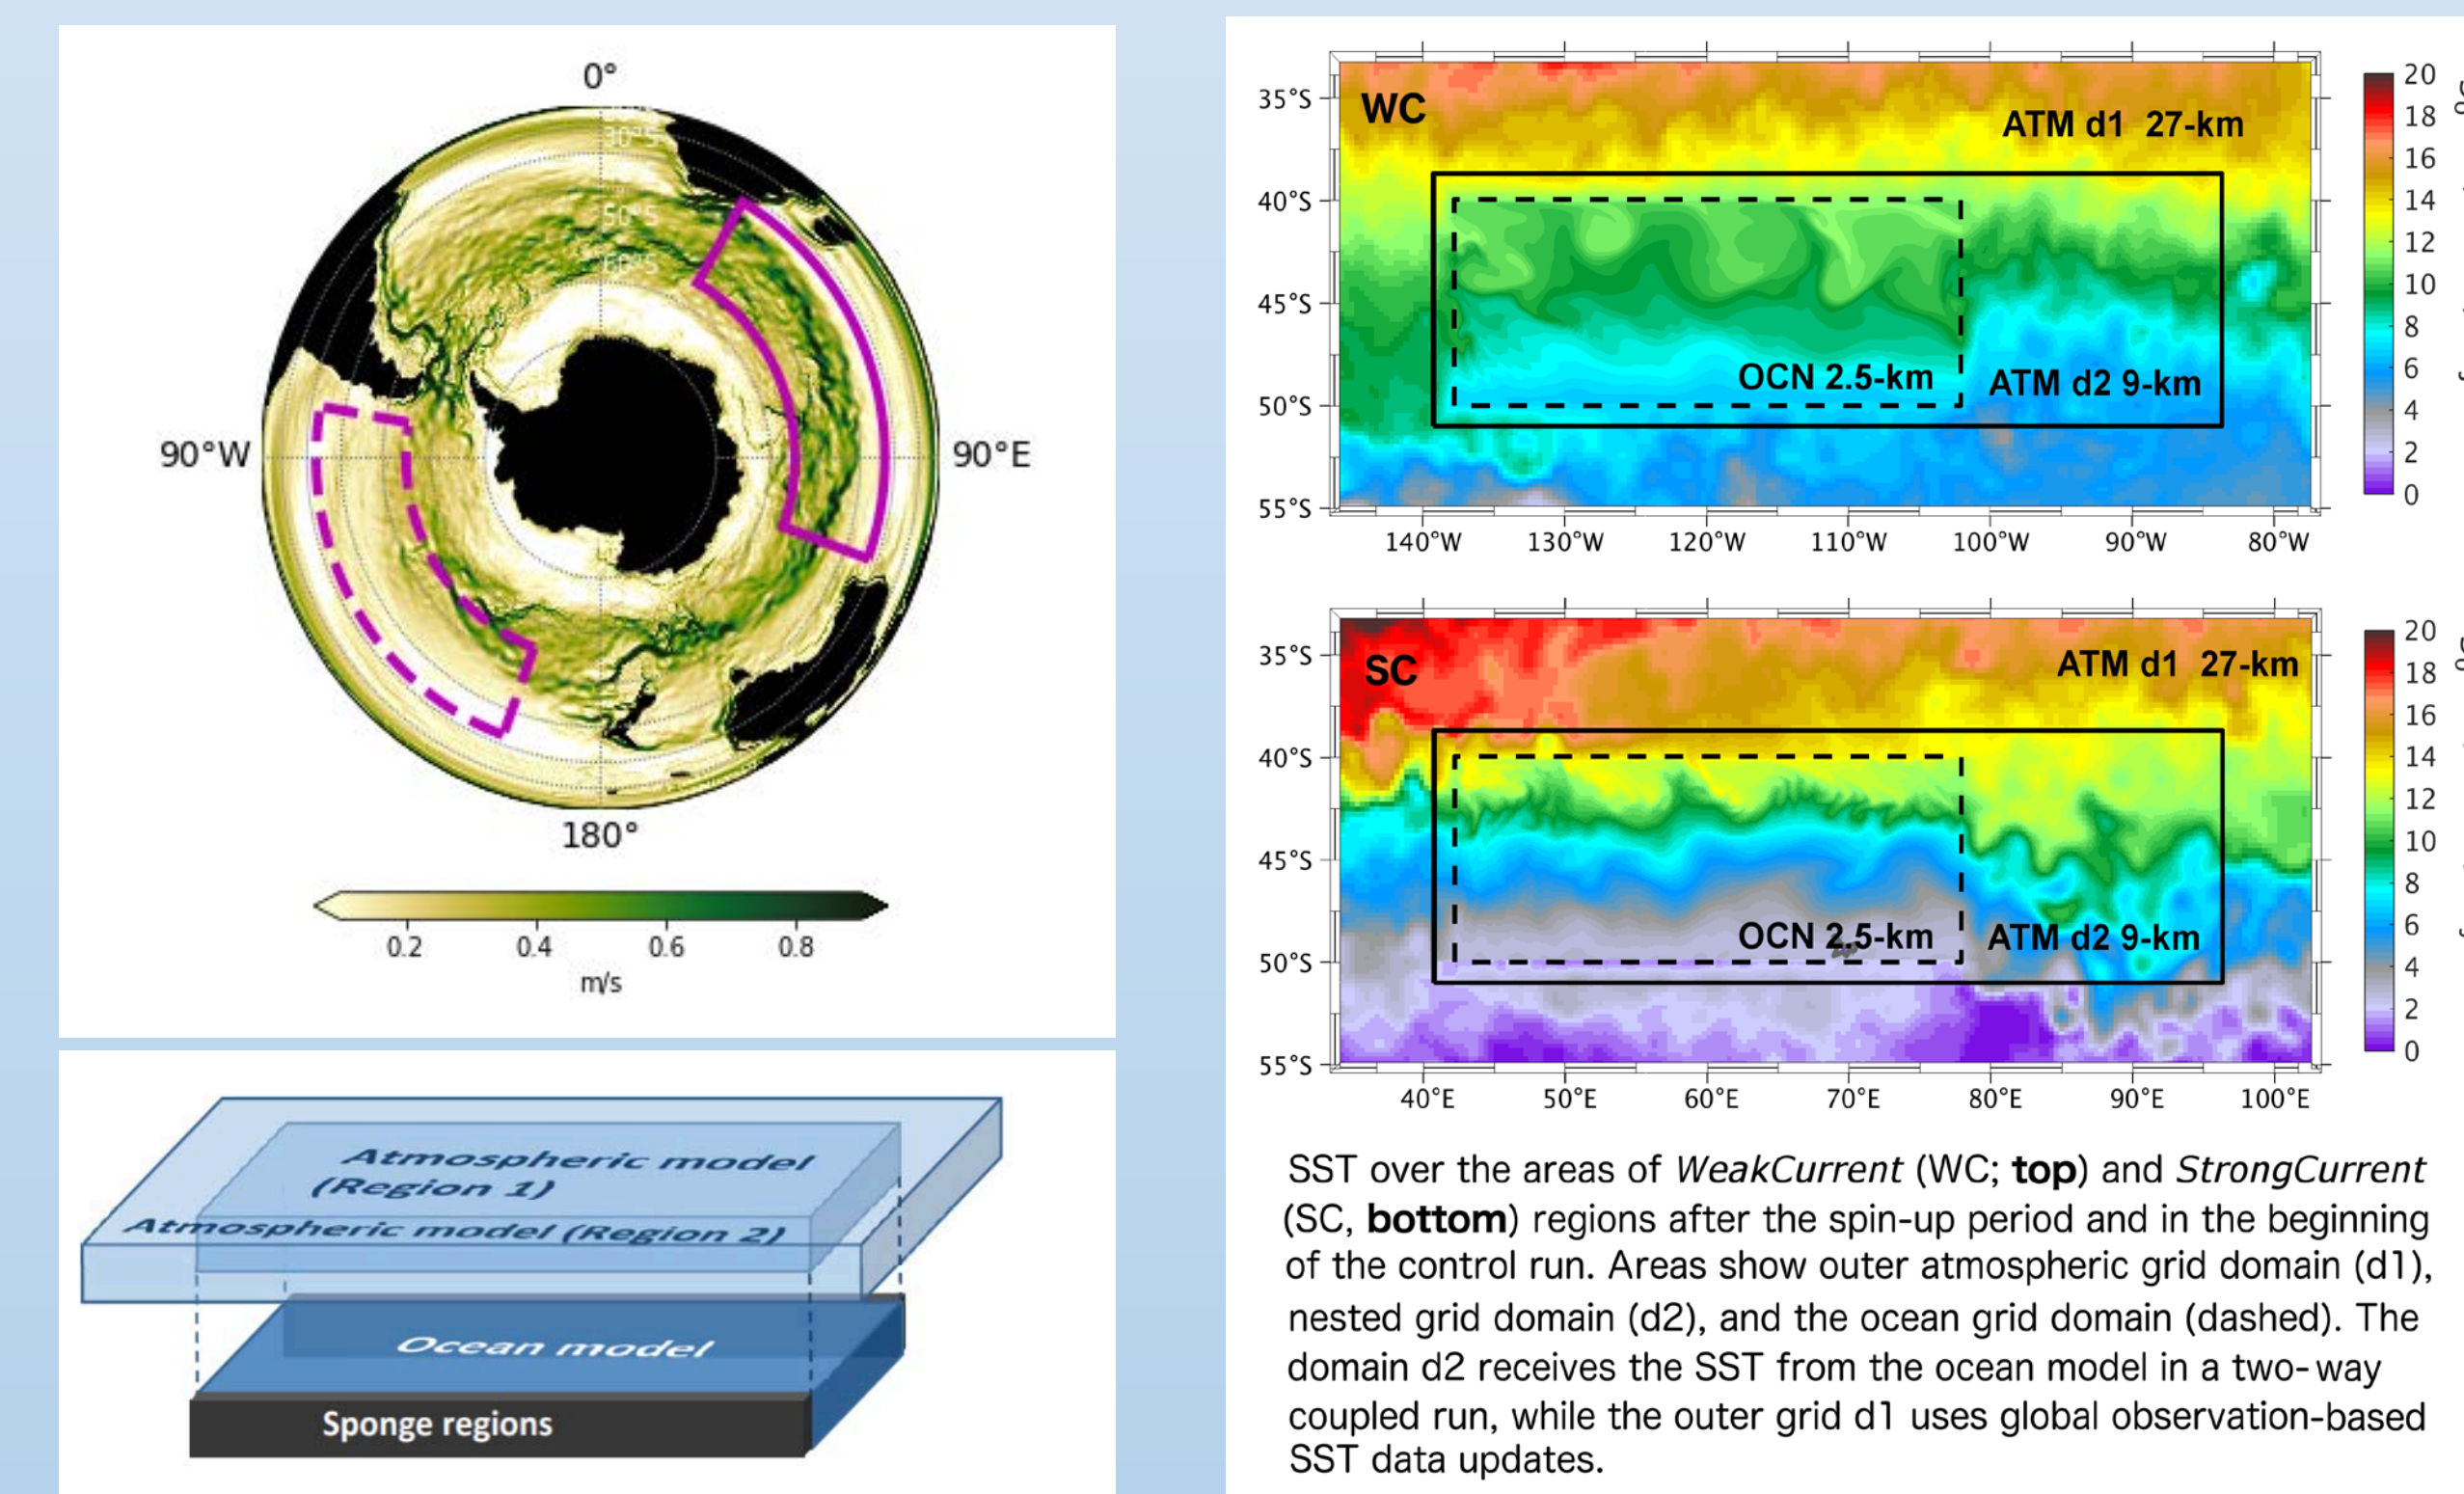 0°
30°S
50°S
60°S
90°W
90°E
180°
0.2 0.4 0.6 0.8
m/s
Atmospheric model
(Region 1)
Atmospheric model (Region 2)
Ocean model
Sponge regions
WC
ATM d1 27-km
OCN 2.5-km
ATM d2 9-km
35°S
40°S
45°S
50°S
55°S
140°W 130°W 120°W 110°W 100°W 90°W 80°W
20
18
16
14
12
10
8
6
4
2
0
SC
ATM d1 27-km
OCN 2.5-km
ATM d2 9-km
35°S
40°S
45°S
50°S
55°S
40°E 50°E 60°E 70°E 80°E 90°E 100°E
20
18
16
14
12
10
8
6
4
2
0
SST over the areas of WeakCurrent (WC; top) and StrongCurrent
(SC, bottom) regions after the spin-up period and in the beginning
of the control run. Areas show outer atmospheric grid domain (d1),
nested grid domain (d2), and the ocean grid domain (dashed). The
domain d2 receives the SST from the ocean model in a two-way
coupled run, while the outer grid d1 uses global observation-based
SST data updates.